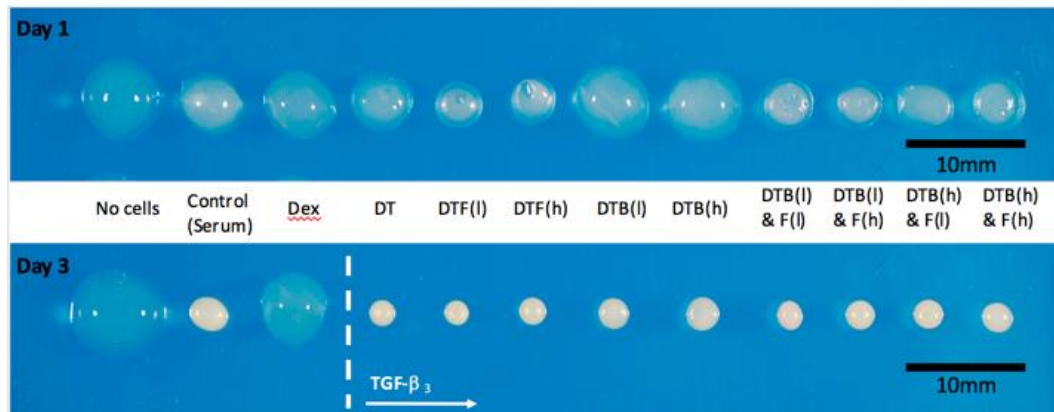 Day 1
10mm
No cells
Control
(Serum)
Dex
DT
DTF(l)
DTF(h)
DTB(l)
DTB(h)
DTB(l)
& F(l)
DTB(l)
& F(h)
DTB(h)
& F(l)
DTB(h)
& F(h)
Day 3
TGF-β₃
10mm